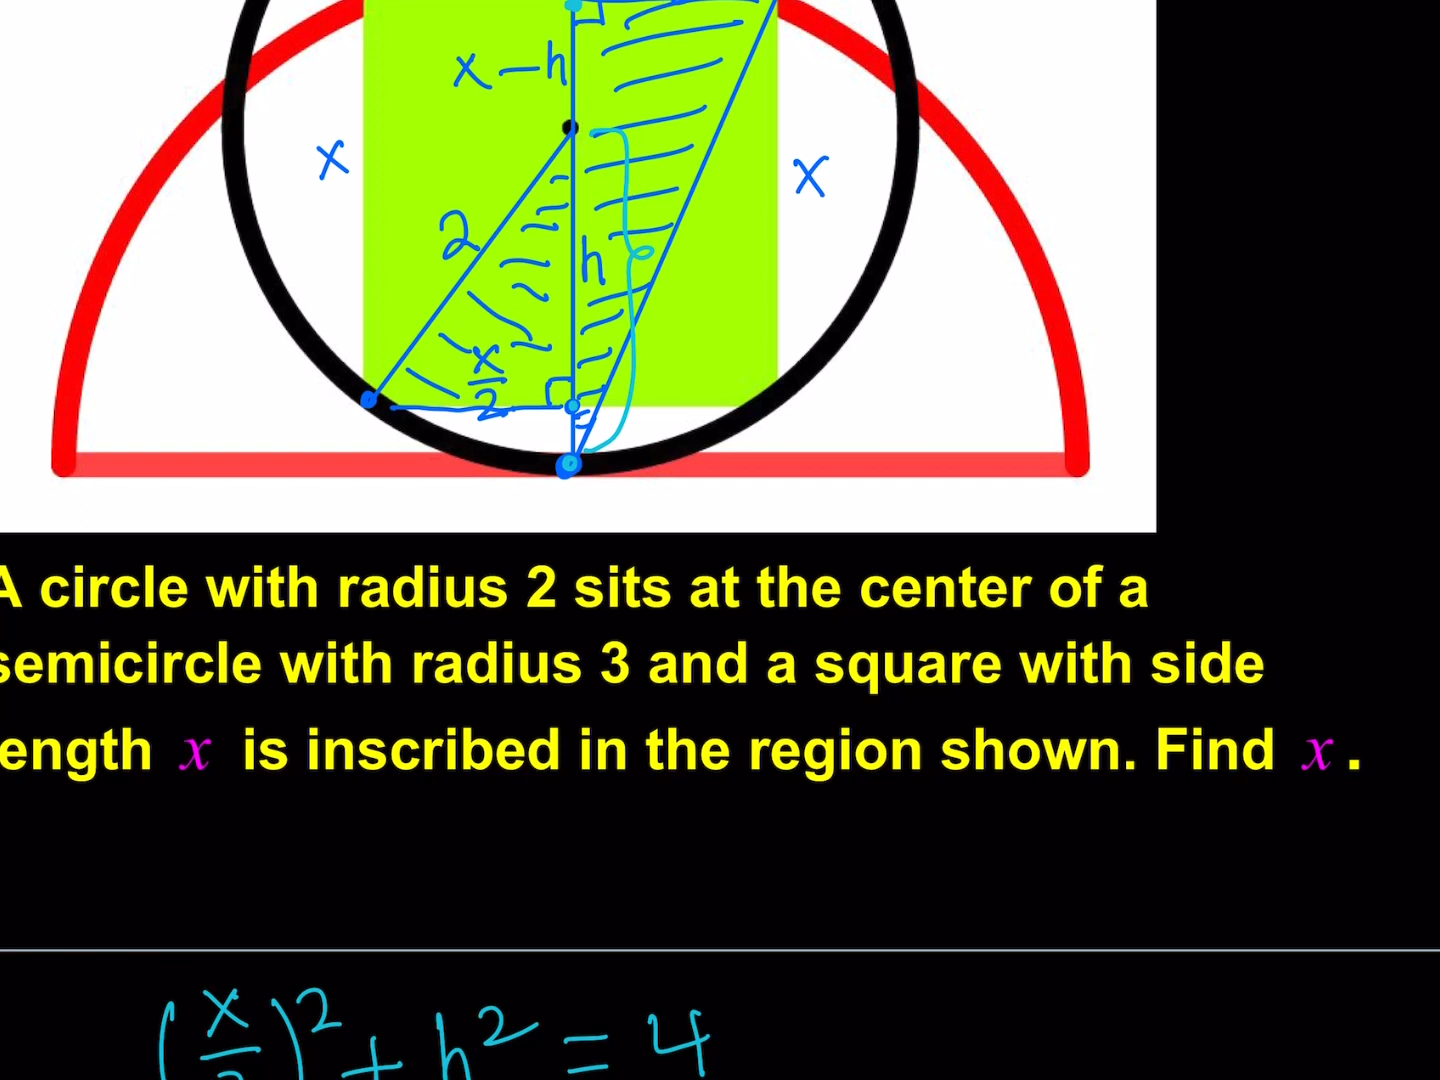 x – h
x
x
2
h
x
2
A circle with radius 2 sits at the center of a
semicircle with radius 3 and a square with side
ength x is inscribed in the region shown. Find x .
(x/2)² + h² = 4